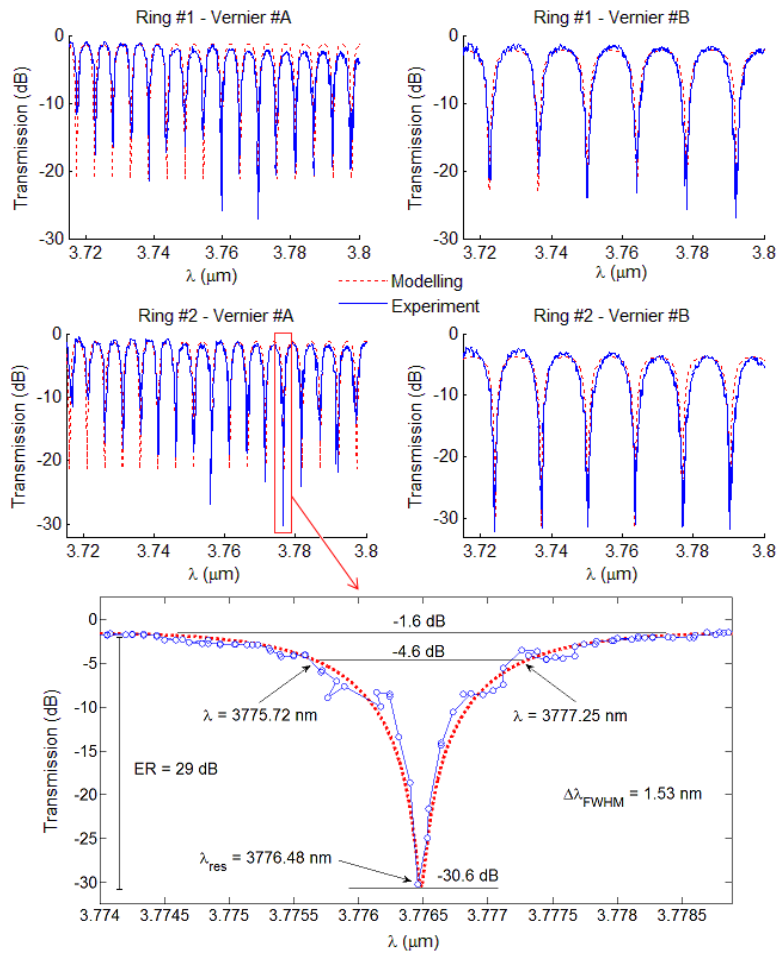 Ring #1 - Vernier #A
Ring #1 - Vernier #B
Transmission (dB)
0
-10
-20
-30
3.72
3.74
3.76
3.78
3.8
λ (μm)
Transmission (dB)
0
-10
-20
-30
3.72
3.74
3.76
3.78
3.8
λ (μm)
Modelling
Experiment
Ring #2 - Vernier #A
Ring #2 - Vernier #B
Transmission (dB)
0
-10
-20
-30
3.72
3.74
3.76
3.78
3.8
λ (μm)
Transmission (dB)
0
-10
-20
-30
3.72
3.74
3.76
3.78
3.8
λ (μm)
Transmission (dB)
0
-5
-10
-15
-20
-25
-30
-1.6 dB
-4.6 dB
λ = 3775.72 nm
λ = 3777.25 nm
ER = 29 dB
ΔλFWHM = 1.53 nm
λres = 3776.48 nm
-30.6 dB
3.774
3.7745
3.775
3.7755
3.776
3.7765
3.777
3.7775
3.778
3.7785
λ (μm)